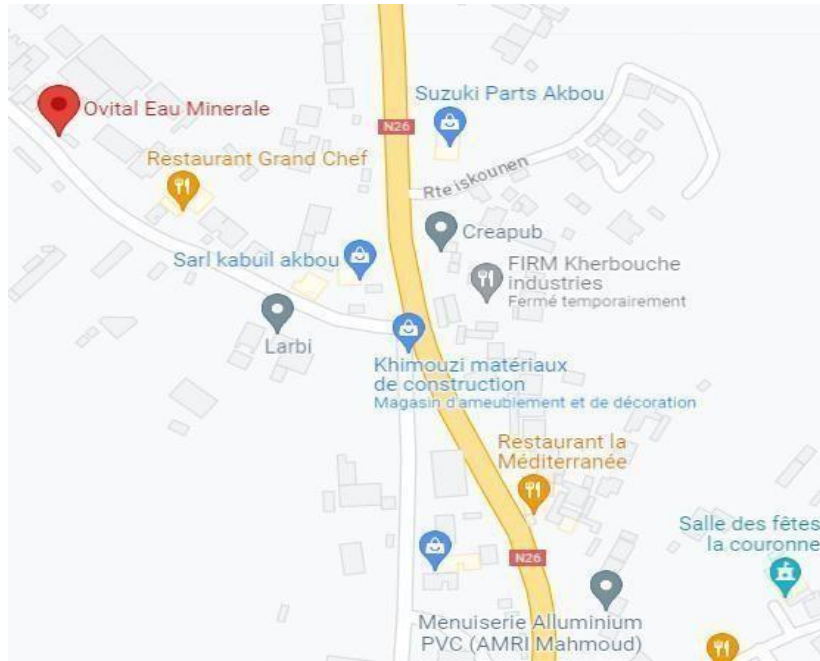 Suzuki Parts Akbou
Ovital Eau Minerale
N26
Restaurant Grand Chef
Rte iskounen
Creapub
Sarl kabuil akbou
FIRM Kherbouche
industries
Fermé temporairement
Larbi
Khimouzi matériaux
de construction
Magasin d'ameublement et de décoration
Restaurant la
Méditerranée
Salle des fêtes
la couronne
N26
Menuiserie Alluminium
PVC (AMRI Mahmoud)